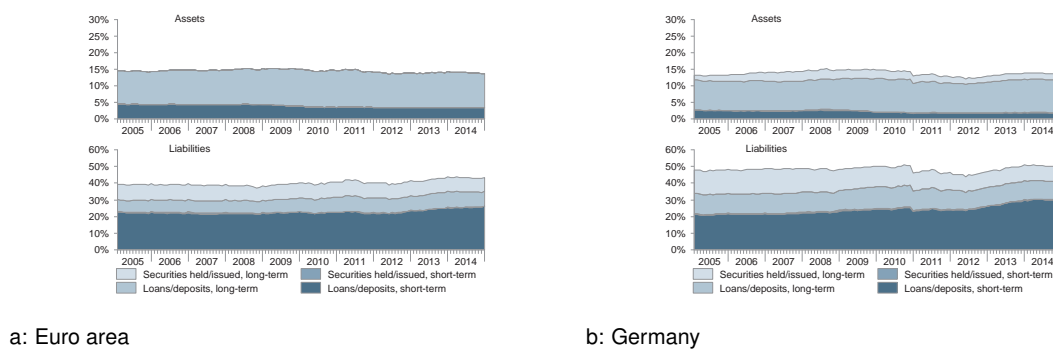 Assets
30%
25%
20%
15%
10%
5%
0%
2005 2006 2007 2008 2009 2010 2011 2012 2013 2014
Liabilities
60%
50%
40%
30%
20%
10%
0%
2005 2006 2007 2008 2009 2010 2011 2012 2013 2014
Securities held/issued, long-term Securities held/issued, short-term
Loans/deposits, long-term Loans/deposits, short-term
a: Euro area
Assets
30%
25%
20%
15%
10%
5%
0%
2005 2006 2007 2008 2009 2010 2011 2012 2013 2014
Liabilities
60%
50%
40%
30%
20%
10%
0%
2005 2006 2007 2008 2009 2010 2011 2012 2013 2014
Securities held/issued, long-term Securities held/issued, short-term
Loans/deposits, long-term Loans/deposits, short-term
b: Germany